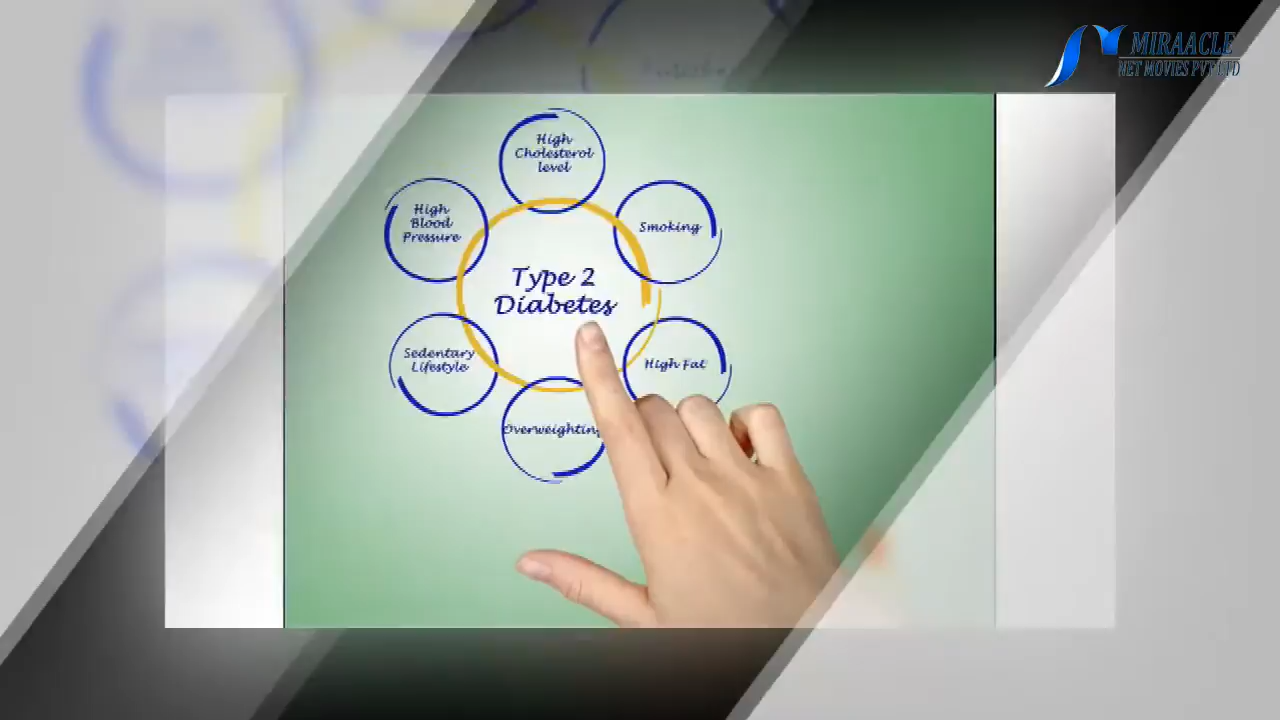 MIRAACLE
NET MOVIES PVT LTD
High
Cholesterol
level
High
Blood
Pressure
Smoking
Type 2
Diabetes
Sedentary
Lifestyle
High Fat
Overweighting